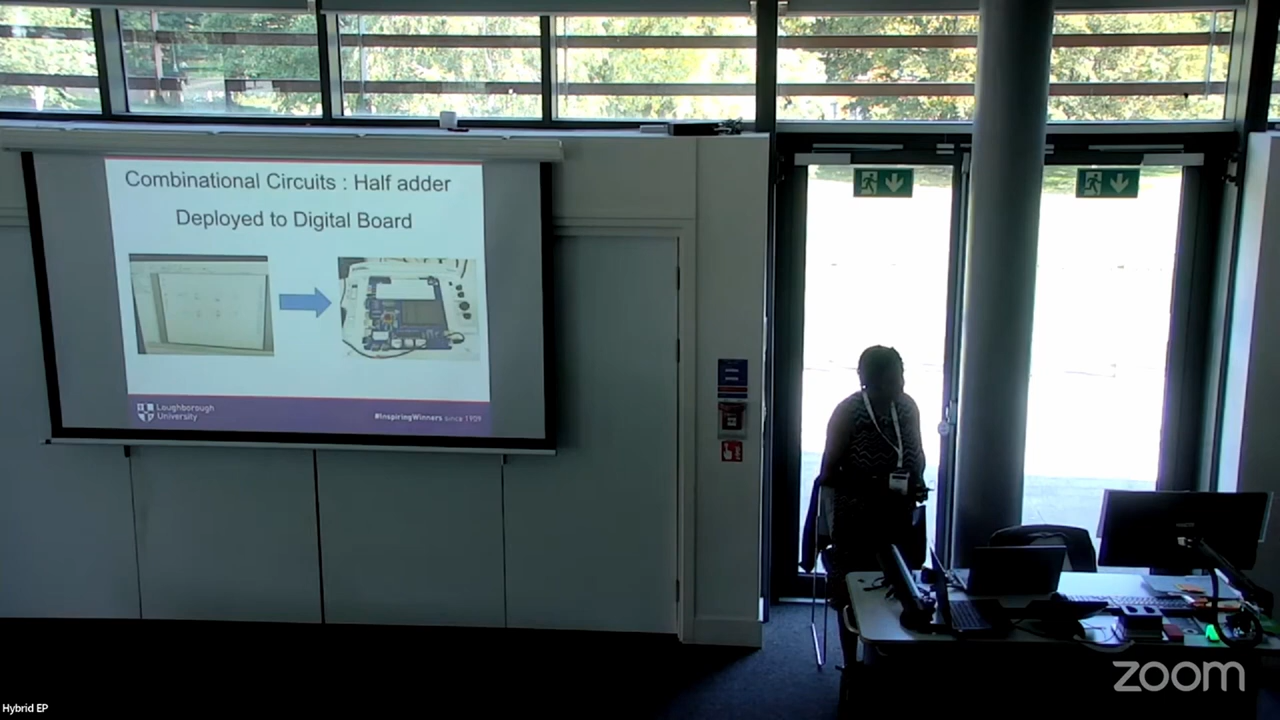 Combinational Circuits : Half adder
Deployed to Digital Board
Loughborough
University
#InspiringWinners since 1909
zoom
Hybrid EP